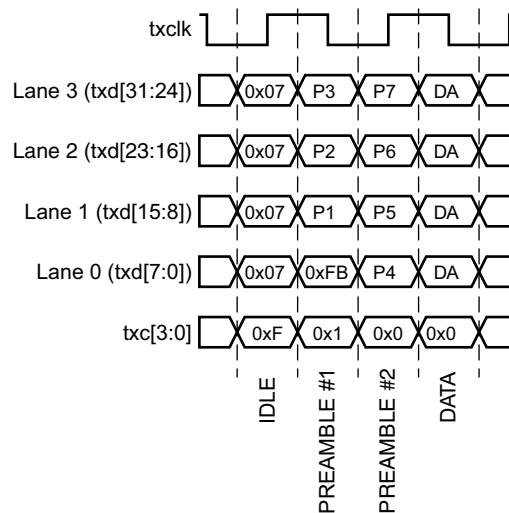 txclk
Lane 3 (txd[31:24]) 0x07 P3 P7 DA
Lane 2 (txd[23:16]) 0x07 P2 P6 DA
Lane 1 (txd[15:8]) 0x07 P1 P5 DA
Lane 0 (txd[7:0]) 0x07 0xFB P4 DA
txc[3:0] 0xF 0x1 0x0 0x0
IDLE
PREAMBLE #1
PREAMBLE #2
DATA